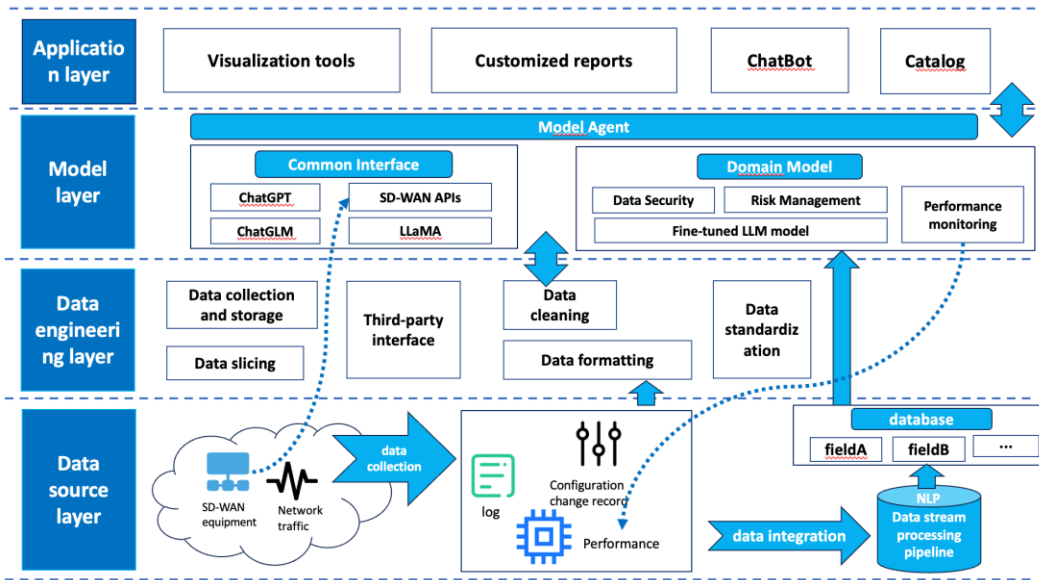 Applicatio
n layer
Visualization tools
Customized reports
ChatBot
Catalog
Model
layer
Model Agent
Common Interface
ChatGPT
SD-WAN APIs
ChatGLM
LLaMA
Domain Model
Data Security
Risk Management
Fine-tuned LLM model
Performance
monitoring
Data
engineeri
ng layer
Data collection
and storage
Data slicing
Third-party
interface
Data
cleaning
Data formatting
Data
standardiz
ation
Data
source
layer
SD-WAN
equipment
Network
traffic
data
collection
log
Configuration
change record
Performance
data integration
database
fieldA
fieldB
...
NLP
Data stream
processing
pipeline